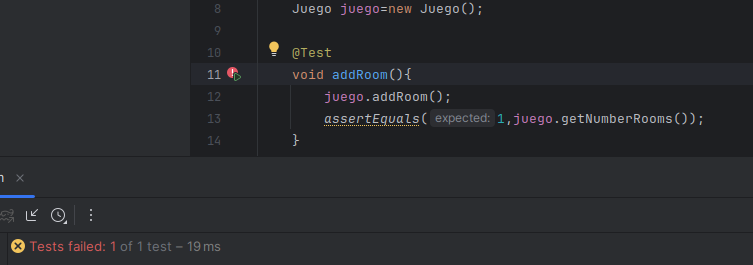 8 Juego juego=new Juego();
9
10 @Test
11 void addRoom(){
12 juego.addRoom();
13 assertEquals( expected: 1,juego.getNumberRooms());
14 }
Tests failed: 1 of 1 test – 19 ms